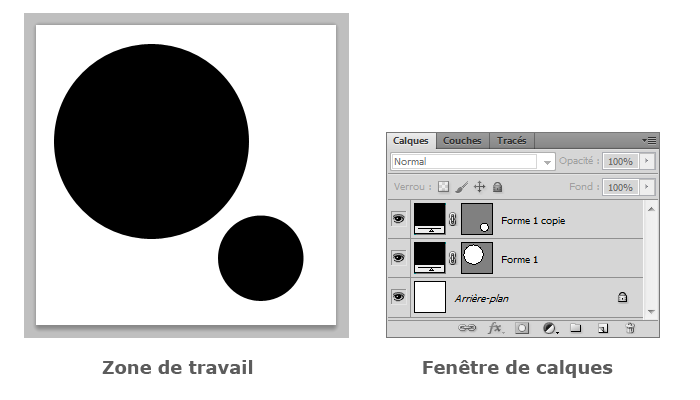 Calques Couches Tracés
Normal Opacité : 100%
Verrou : Fond : 100%
Forme 1 copie
Forme 1
Arrière-plan
fx
Zone de travail Fenêtre de calques